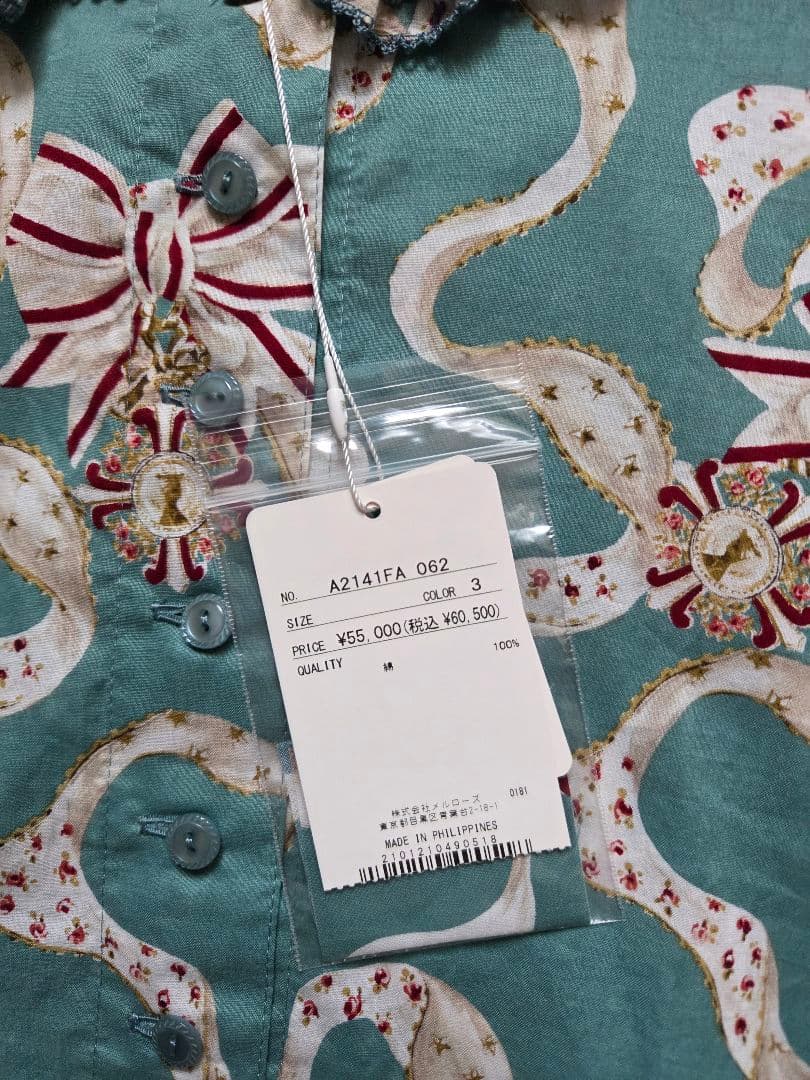 NO. A2141FA 062
SIZE COLOR 3
PRICE ¥55,000(税込 ¥60,500)
QUALITY 綿 100%
0181
株式会社メルローズ
東京都目黒区青葉台2-18-1
MADE IN PHILIPPINES
2101210490518